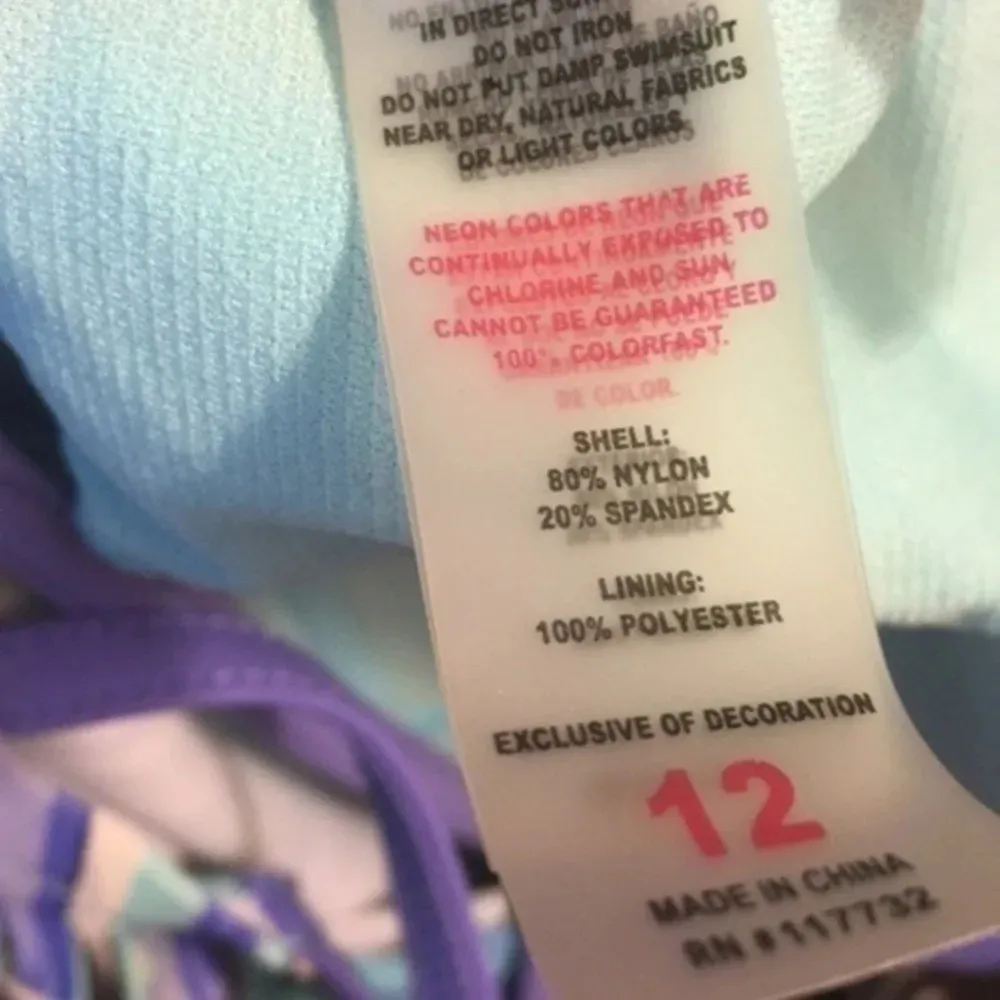 IN DIRECT
DO NOT IRON
DO NOT PUT DAMP SWIMSUIT
NEAR DRY, NATURAL FABRICS
OR LIGHT COLORS.
NEON COLORS THAT ARE
CONTINUALLY EXPOSED TO
CHLORINE AND SUN
CANNOT BE GUARANTEED
100% COLORFAST.
DE COLOR.
SHELL:
80% NYLON
20% SPANDEX
LINING:
100% POLYESTER
EXCLUSIVE OF DECORATION
12
MADE IN CHINA
RN #117732